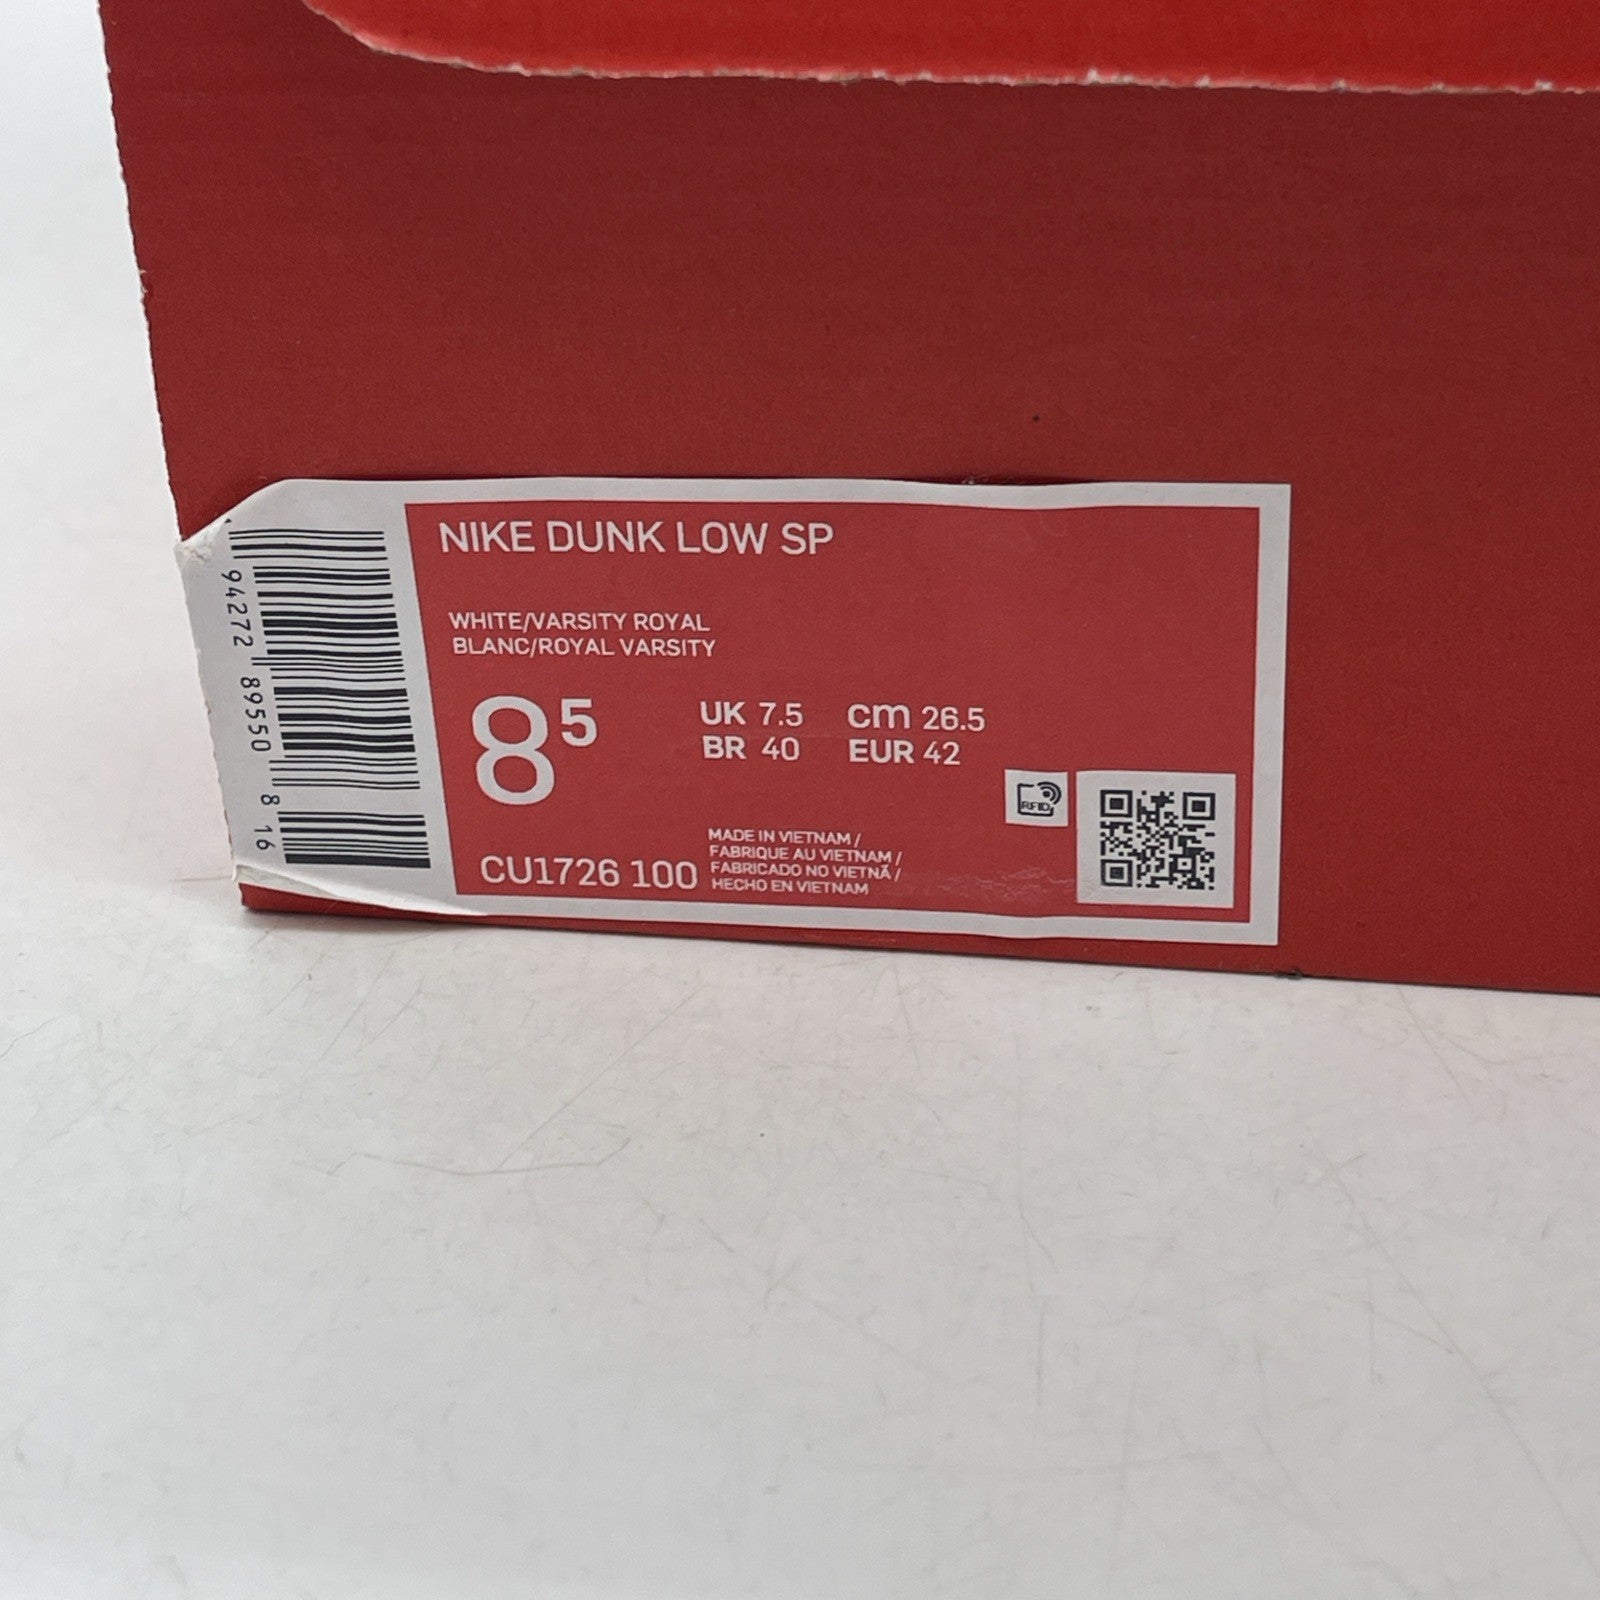 NIKE DUNK LOW SP
WHITE/VARSITY ROYAL
BLANC/ROYAL VARSITY
8 5
UK 7.5 cm 26.5
BR 40 EUR 42
RFID
CU1726 100
MADE IN VIETNAM /
FABRIQUE AU VIETNAM /
FABRICADO NO VIETNÃ /
HECHO EN VIETNAM
94272 89550 8 16